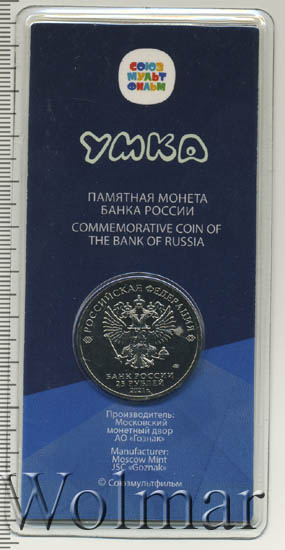 СОЮЗ
МУЛЬТ
ФИЛЬМ
УМКА
ПАМЯТНАЯ МОНЕТА
БАНКА РОССИИ
COMMEMORATIVE COIN OF
THE BANK OF RUSSIA
РОССИЙСКАЯ ФЕДЕРАЦИЯ
БАНК РОССИИ
25 РУБЛЕЙ
2021 г.
Производитель:
Московский
монетный двор
АО «Гознак»
Manufacturer:
Moscow Mint
JSC «Goznak»
© Союзмультфильм
Wolmar